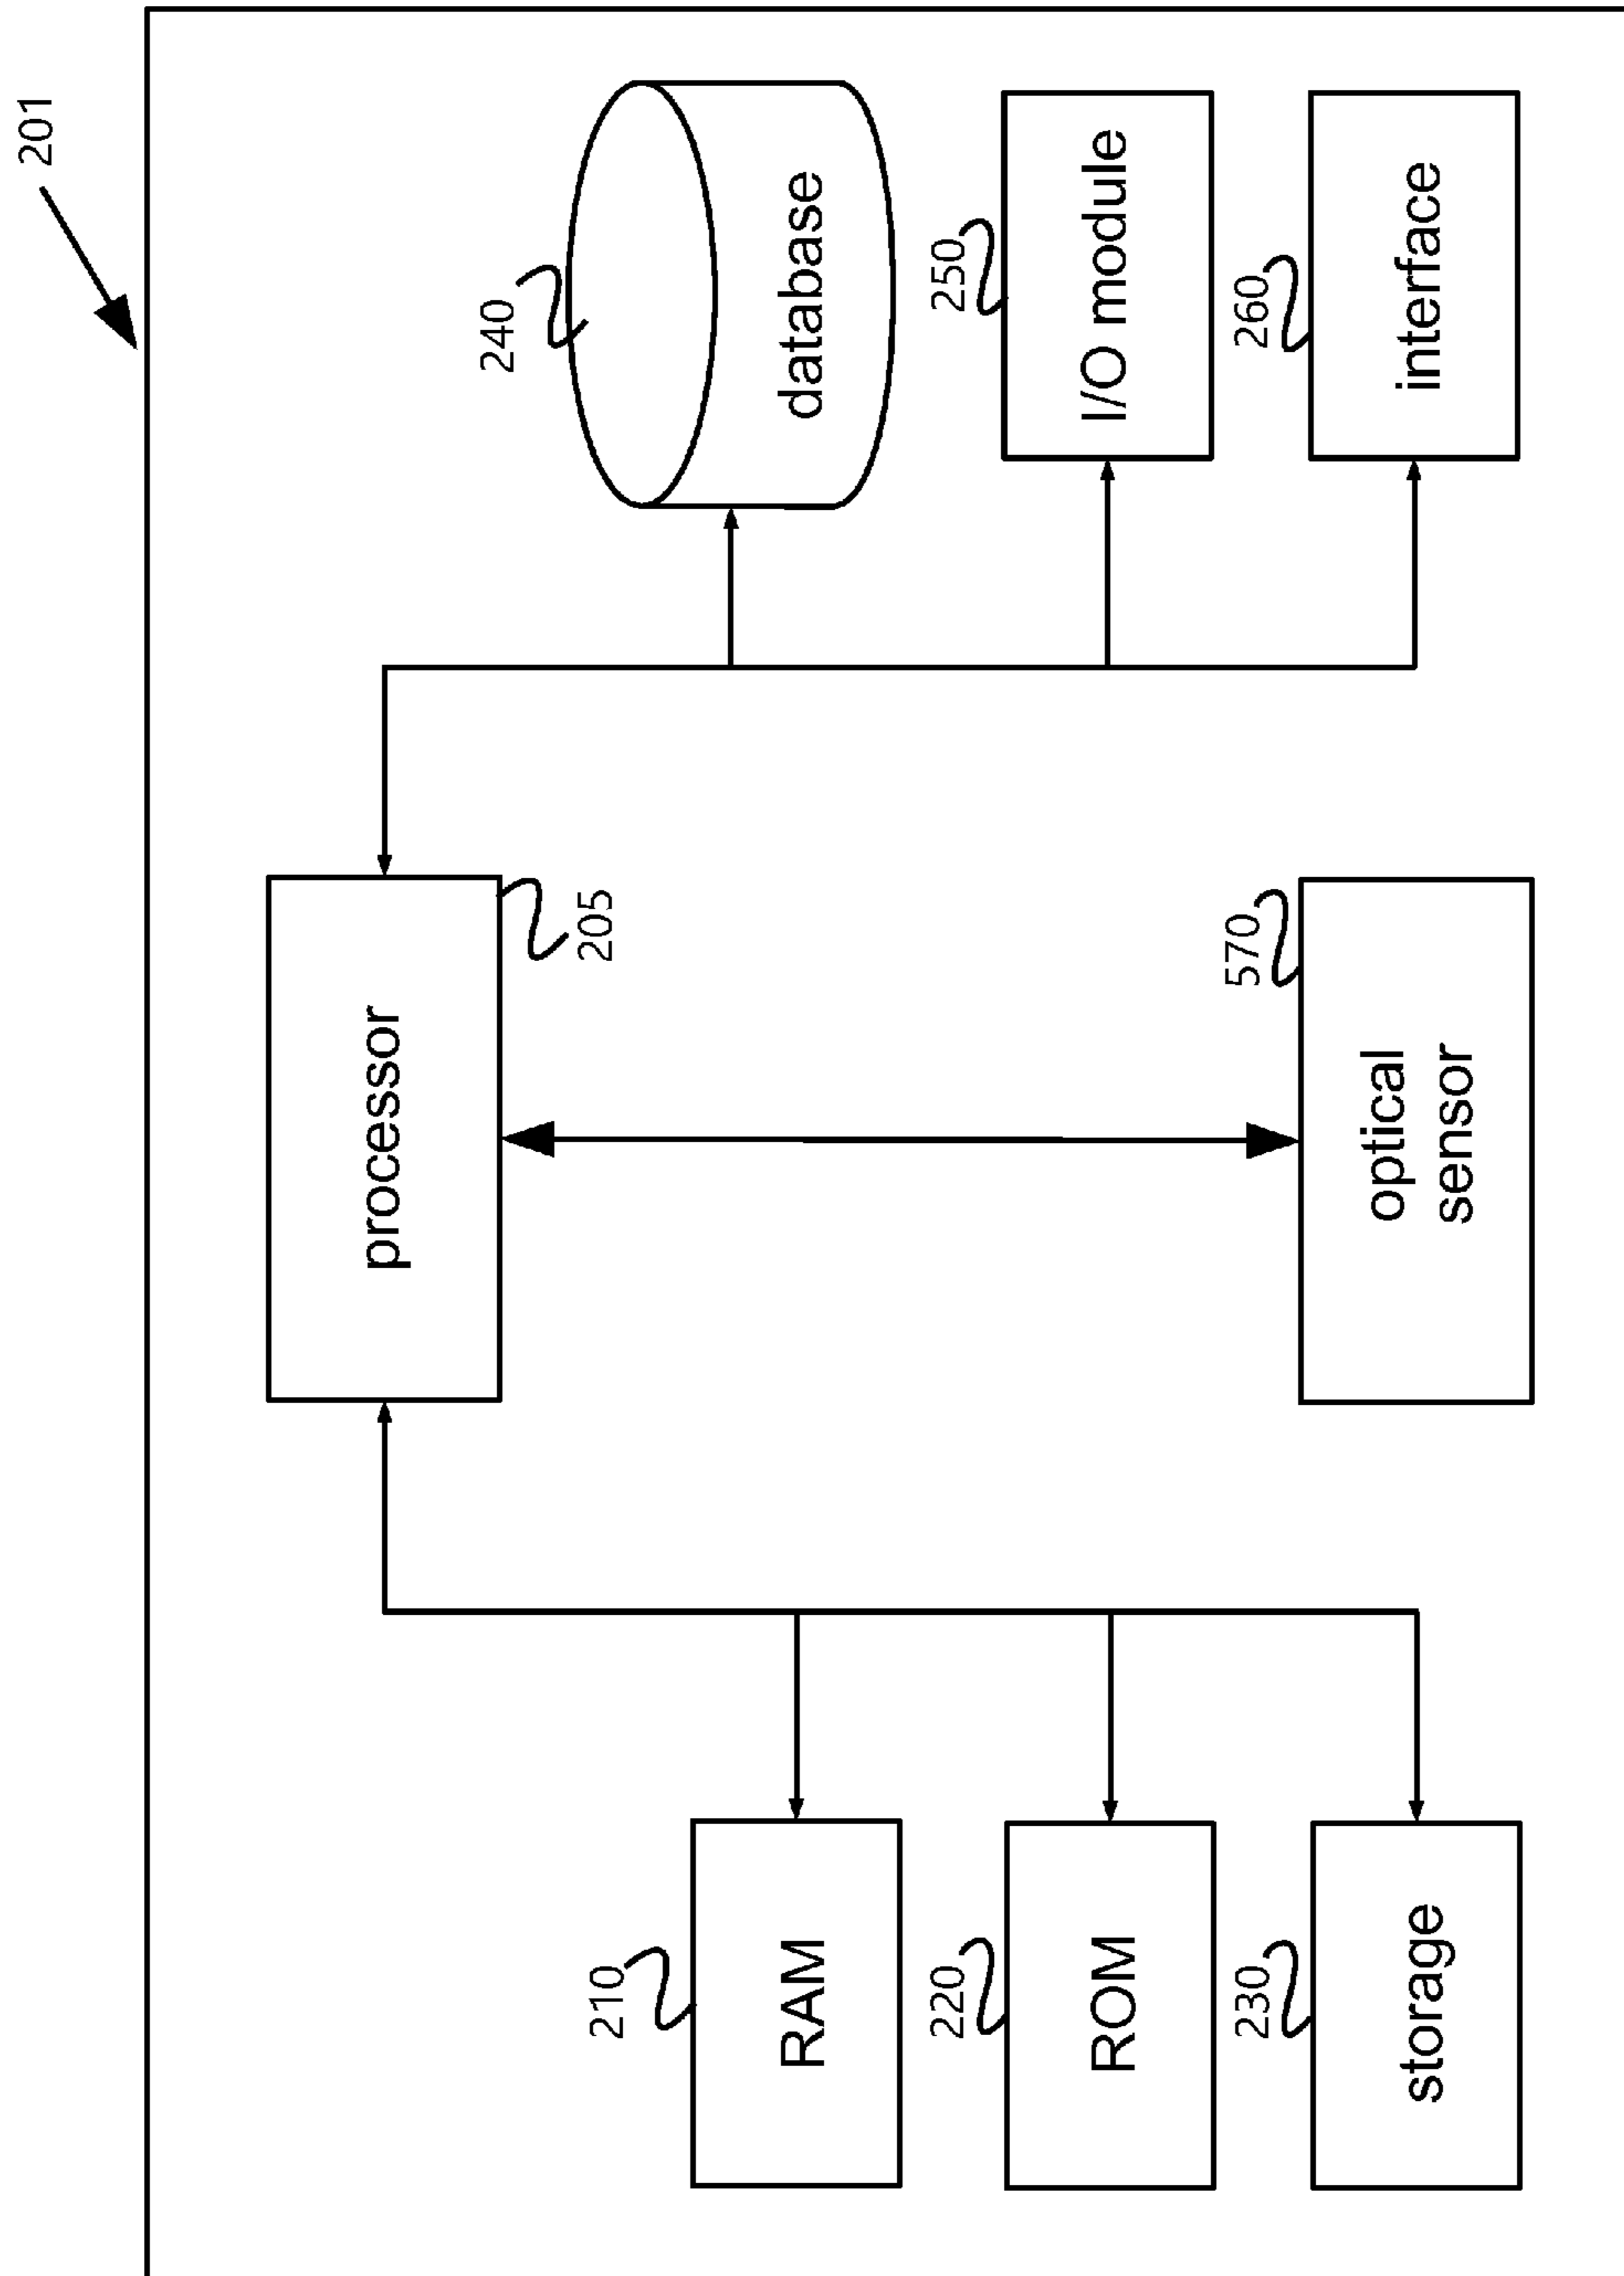 201
processor
205
240
database
210
RAM
220
ROM
250
I/O module
230
storage
570
optical
sensor
260
interface